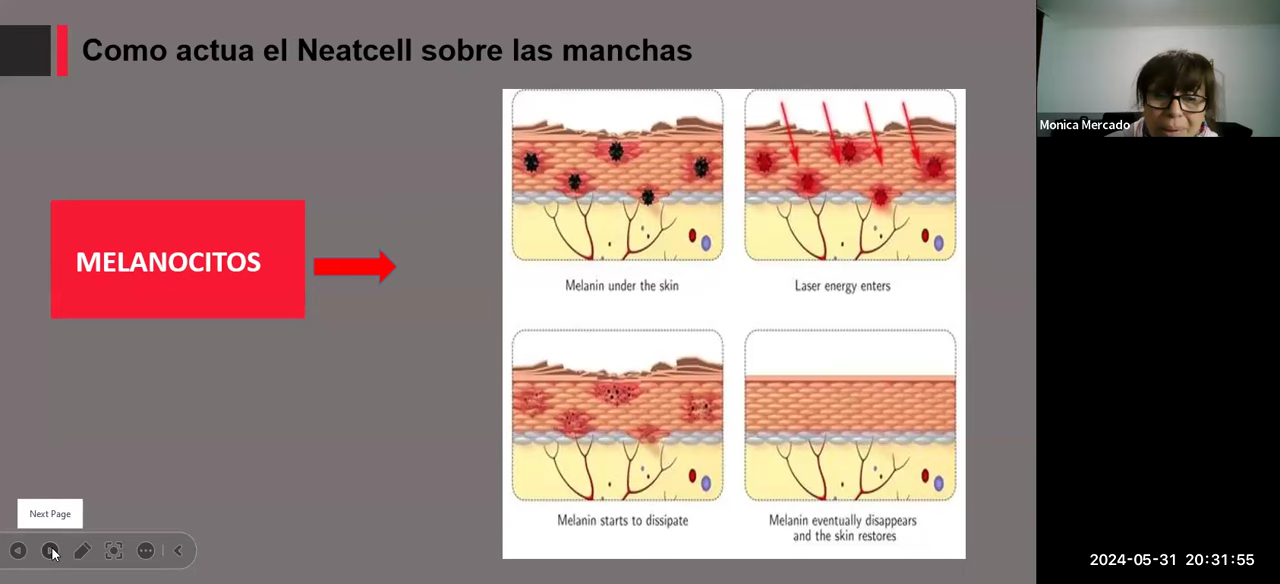 Como actua el Neatcell sobre las manchas
Monica Mercado
MELANOCITOS
Melanin under the skin
Laser energy enters
Melanin starts to dissipate
Melanin eventually disappears
and the skin restores
Next Page
2024-05-31 20:31:55